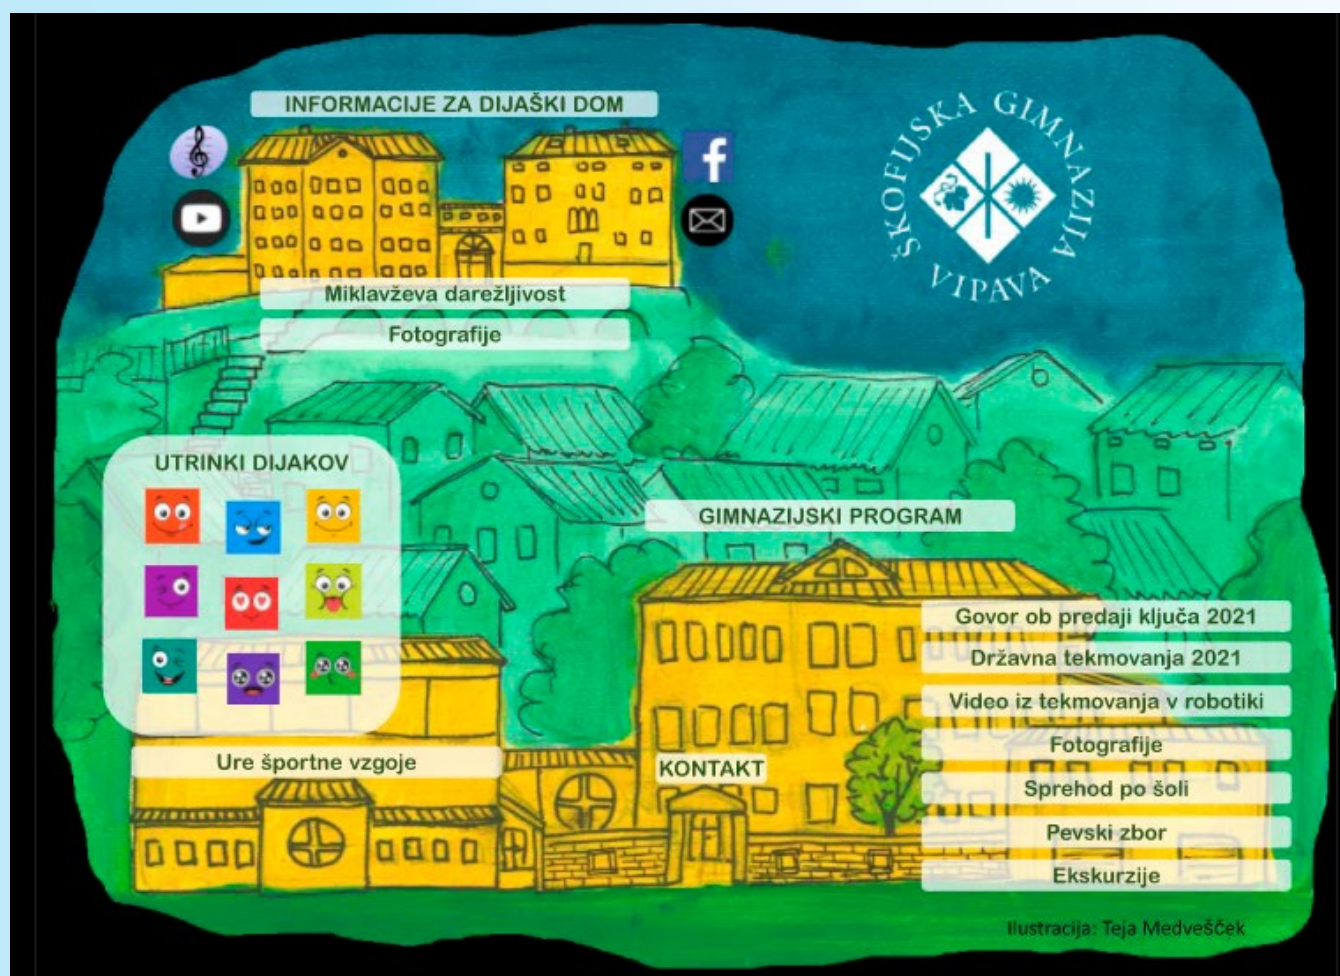 INFORMACIJE ZA DIJAŠKI DOM
ŠKOFIJSKA GIMNAZIJA
VIPAVA
Miklavževa darežljivost
Fotografije
UTRINKI DIJAKOV
GIMNAZIJSKI PROGRAM
Govor ob predaji ključa 2021
Državna tekmovanja 2021
Video iz tekmovanja v robotiki
Fotografije
Ure športne vzgoje
KONTAKT
Sprehod po šoli
Pevski zbor
Ekskurzije
Ilustracija: Teja Medvešček